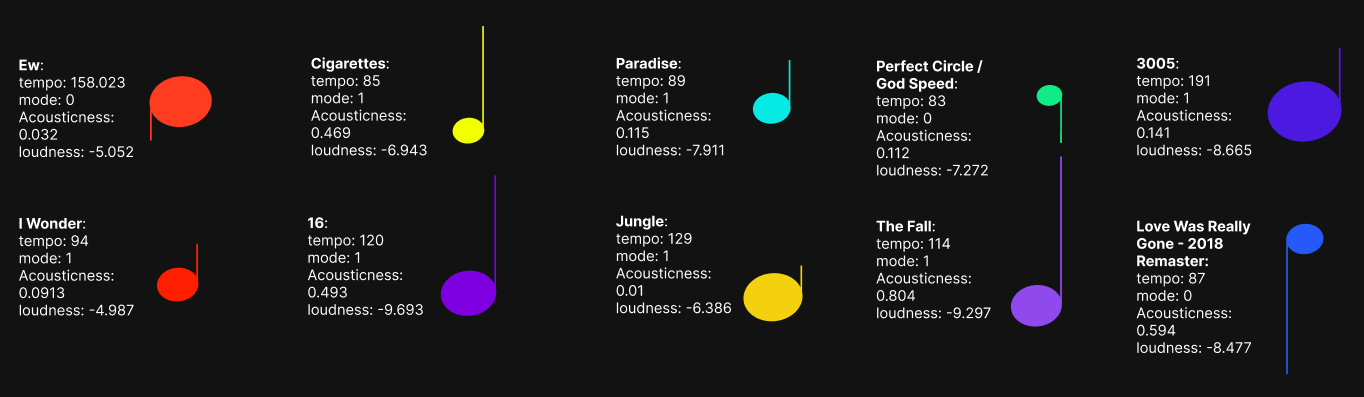 Ew:
tempo: 158.023
mode: 0
Acousticness:
0.032
loudness: -5.052
Cigarettes:
tempo: 85
mode: 1
Acousticness:
0.469
loudness: -6.943
Paradise:
tempo: 89
mode: 1
Acousticness:
0.115
loudness: -7.911
Perfect Circle /
God Speed:
tempo: 83
mode: 0
Acousticness:
0.112
loudness: -7.272
3005:
tempo: 191
mode: 1
Acousticness:
0.141
loudness: -8.665
I Wonder:
tempo: 94
mode: 1
Acousticness:
0.0913
loudness: -4.987
16:
tempo: 120
mode: 1
Acousticness:
0.493
loudness: -9.693
Jungle:
tempo: 129
mode: 1
Acousticness:
0.01
loudness: -6.386
The Fall:
tempo: 114
mode: 1
Acousticness:
0.804
loudness: -9.297
Love Was Really
Gone - 2018
Remaster:
tempo: 87
mode: 0
Acousticness:
0.594
loudness: -8.477